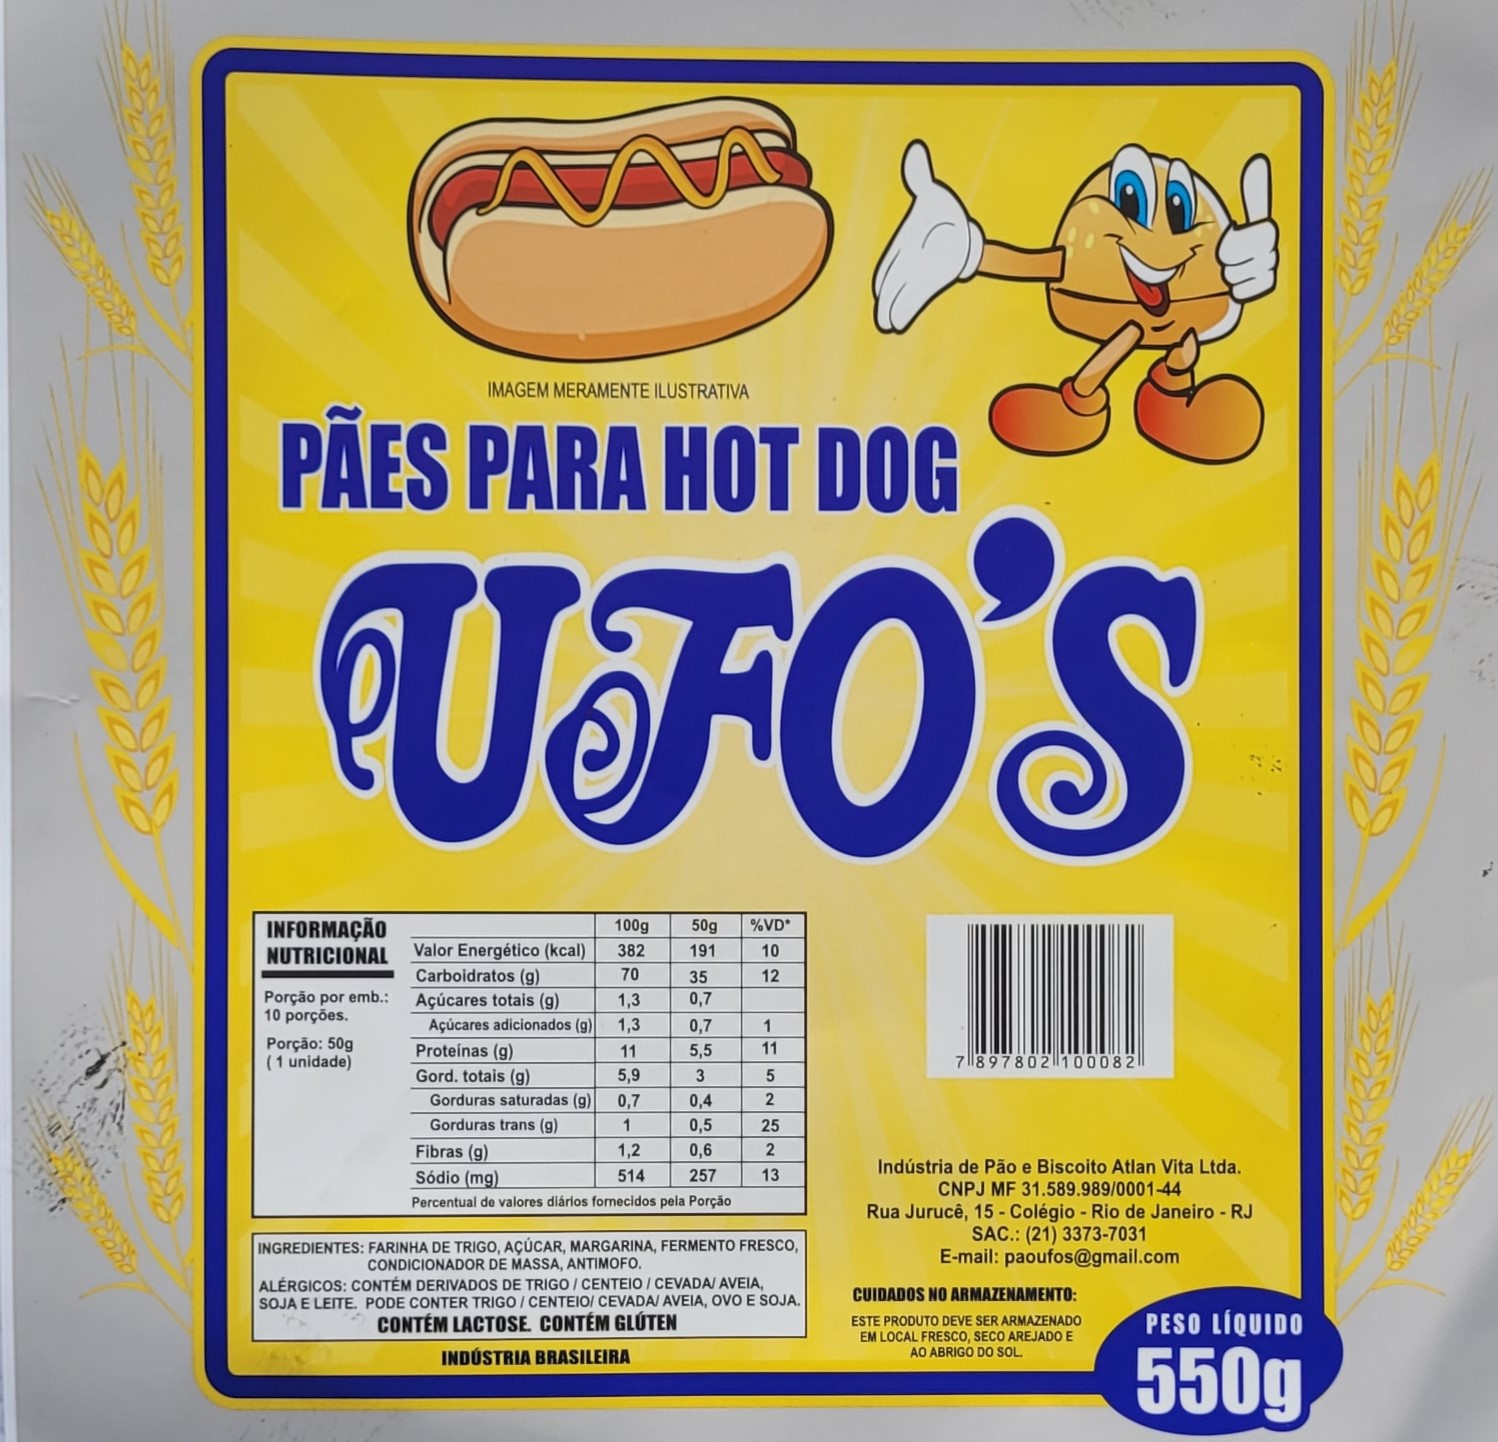 IMAGEM MERAMENTE ILUSTRATIVA
PÃES PARA HOT DOG
UFO'S
INFORMAÇÃO
NUTRICIONAL
Porção por emb.:
10 porções.
Porção: 50g
( 1 unidade)
100g 50g %VD*
Valor Energético (kcal) 382 191 10
Carboidratos (g) 70 35 12
Açúcares totais (g) 1,3 0,7
Açúcares adicionados (g) 1,3 0,7 1
Proteínas (g) 11 5,5 11
Gord. totais (g) 5,9 3 5
Gorduras saturadas (g) 0,7 0,4 2
Gorduras trans (g) 1 0,5 25
Fibras (g) 1,2 0,6 2
Sódio (mg) 514 257 13
Percentual de valores diários fornecidos pela Porção
INGREDIENTES: FARINHA DE TRIGO, AÇÚCAR, MARGARINA, FERMENTO FRESCO,
CONDICIONADOR DE MASSA, ANTIMOFO.
ALÉRGICOS: CONTÉM DERIVADOS DE TRIGO / CENTEIO / CEVADA/ AVEIA,
SOJA E LEITE. PODE CONTER TRIGO / CENTEIO/ CEVADA/ AVEIA, OVO E SOJA.
CONTÉM LACTOSE. CONTÉM GLÚTEN
INDÚSTRIA BRASILEIRA
7 897802 100082
Indústria de Pão e Biscoito Atlan Vita Ltda.
CNPJ MF 31.589.989/0001-44
Rua Jurucê, 15 - Colégio - Rio de Janeiro - RJ
SAC.: (21) 3373-7031
E-mail: paoufos@gmail.com
CUIDADOS NO ARMAZENAMENTO:
ESTE PRODUTO DEVE SER ARMAZENADO
EM LOCAL FRESCO, SECO AREJADO E
AO ABRIGO DO SOL.
PESO LÍQUIDO
550g